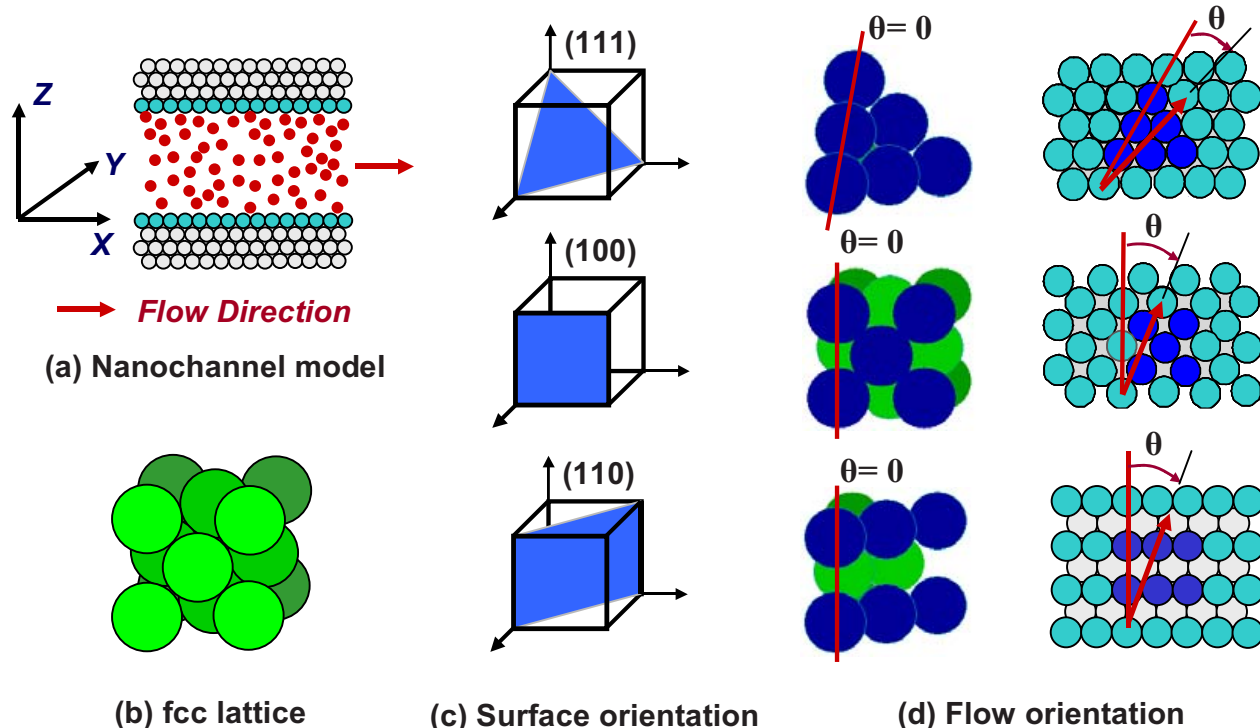 Z
Y
X
Flow Direction
(a) Nanochannel model
(b) fcc lattice
(111)
(100)
(110)
(c) Surface orientation
θ= 0
θ
θ= 0
θ
θ= 0
θ
(d) Flow orientation